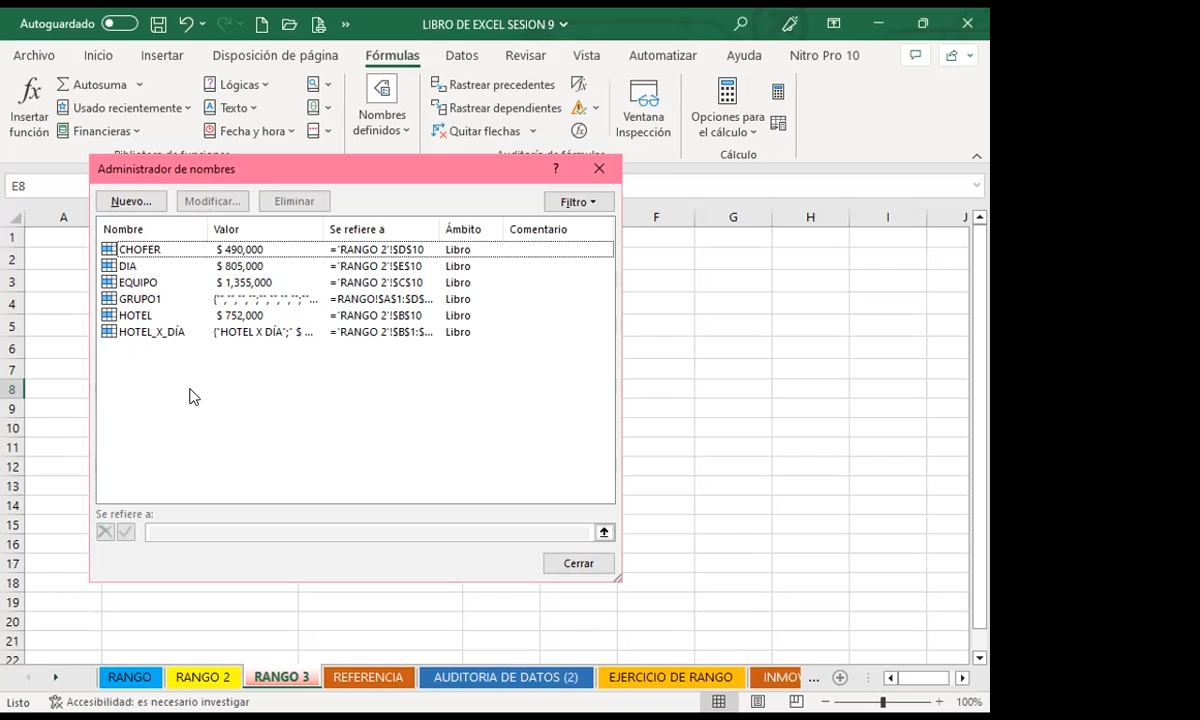 Autoguardado
LIBRO DE EXCEL SESION 9
Archivo Inicio Insertar Disposición de página Fórmulas Datos Revisar Vista Automatizar Ayuda Nitro Pro 10
Insertar función
Autosuma
Usado recientemente
Financieras
Lógicas
Texto
Fecha y hora
Nombres definidos
Rastrear precedentes
Rastrear dependientes
Quitar flechas
Ventana Inspección
Opciones para el cálculo
Cálculo
Administrador de nombres
? ×
E8
Nuevo... Modificar... Eliminar Filtro
Nombre Valor Se refiere a Ámbito Comentario
CHOFER $ 490,000 ='RANGO 2'!$D$10 Libro
DIA $ 805,000 ='RANGO 2'!$E$10 Libro
EQUIPO $ 1,355,000 ='RANGO 2'!$C$10 Libro
GRUPO1 {"","","","";"","","","";""... =RANGO!$A$1:$D$... Libro
HOTEL $ 752,000 ='RANGO 2'!$B$10 Libro
HOTEL_X_DÍA {"HOTEL X DÍA";" $ ... ='RANGO 2'!$B$1:$... Libro
Se refiere a:
Cerrar
A F G H I J
1
2
3
4
5
6
7
8
9
10
11
12
13
14
15
16
17
18
19
20
21
22
RANGO RANGO 2 RANGO 3 REFERENCIA AUDITORIA DE DATOS (2) EJERCICIO DE RANGO INMOV ...
Listo Accesibilidad: es necesario investigar 100%